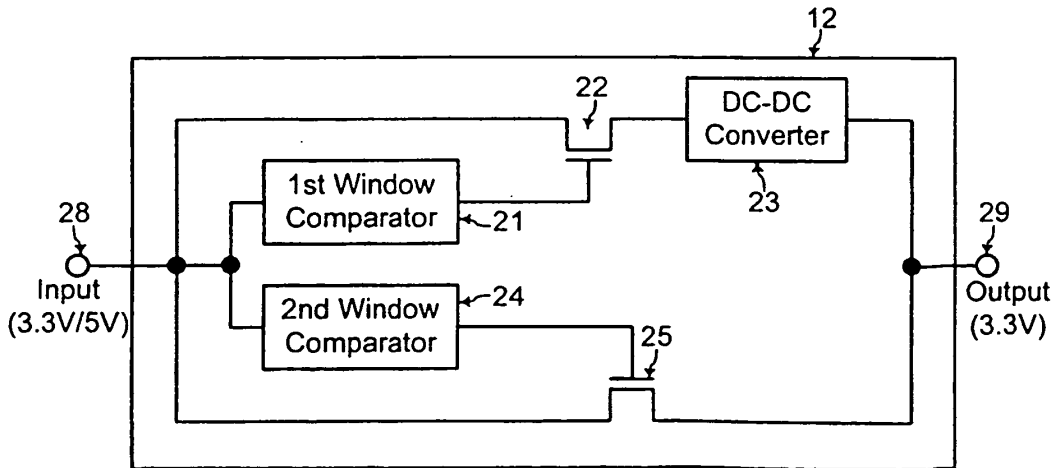 12
22
DC-DC
Converter
23
1st Window
Comparator
21
28
Input
(3.3V/5V)
2nd Window
Comparator
24
25
29
Output
(3.3V)